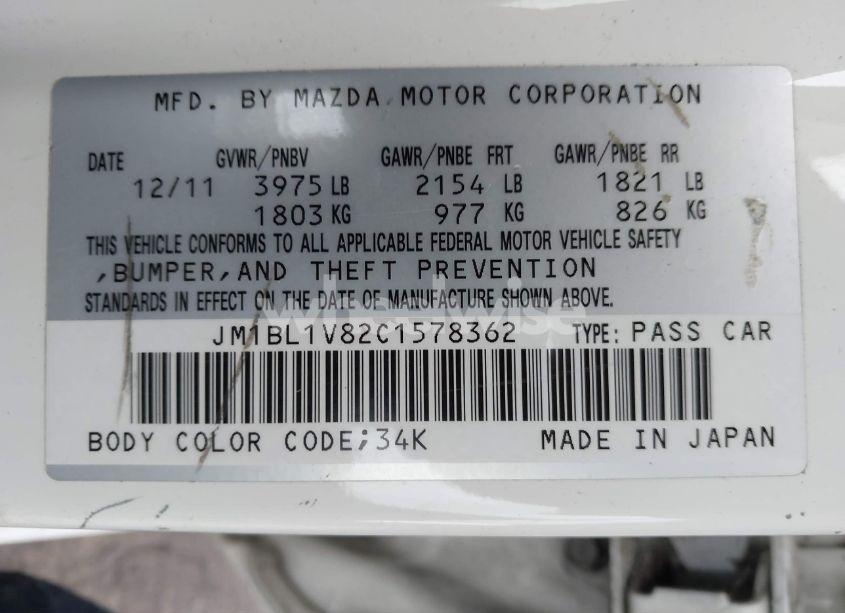 MFD. BY MAZDA MOTOR CORPORATION
DATE GVWR/PNBV GAWR/PNBE FRT GAWR/PNBE RR
12/11 3975 LB 2154 LB 1821 LB
1803 KG 977 KG 826 KG
THIS VEHICLE CONFORMS TO ALL APPLICABLE FEDERAL MOTOR VEHICLE SAFETY
,BUMPER,AND THEFT PREVENTION
STANDARDS IN EFFECT ON THE DATE OF MANUFACTURE SHOWN ABOVE.
wheelwise
JM1BL1V82C1578362 TYPE: PASS CAR
BODY COLOR CODE;34K MADE IN JAPAN